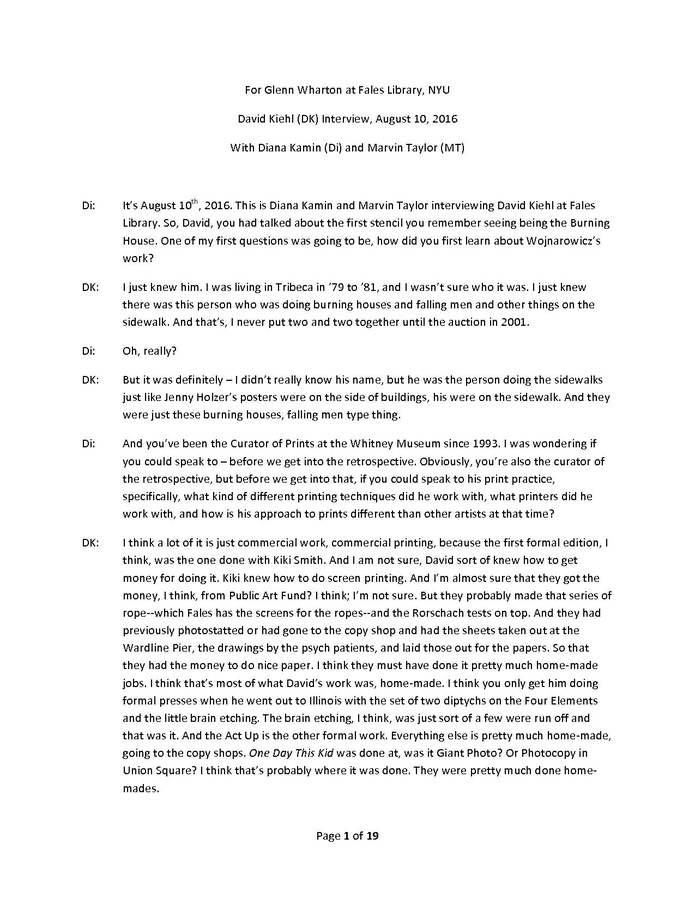 For Glenn Wharton at Fales Library, NYU
David Kiehl (DK) Interview, August 10, 2016
With Diana Kamin (Di) and Marvin Taylor (MT)
Di: It's August 10th, 2016. This is Diana Kamin and Marvin Taylor interviewing David Kiehl at Fales
Library. So, David, you had talked about the first stencil you remember seeing being the Burning
House. One of my first questions was going to be, how did you first learn about Wojnarowicz's
work?
DK: I just knew him. I was living in Tribeca in '79 to '81, and I wasn't sure who it was. I just knew
there was this person who was doing burning houses and falling men and other things on the
sidewalk. And that's, I never put two and two together until the auction in 2001.
Di: Oh, really?
DK: But it was definitely – I didn't really know his name, but he was the person doing the sidewalks
just like Jenny Holzer's posters were on the side of buildings, his were on the sidewalk. And they
were just these burning houses, falling men type thing.
Di: And you've been the Curator of Prints at the Whitney Museum since 1993. I was wondering if
you could speak to – before we get into the retrospective. Obviously, you're also the curator of
the retrospective, but before we get into that, if you could speak to his print practice,
specifically, what kind of different printing techniques did he work with, what printers did he
work with, and how is his approach to prints different than other artists at that time?
DK: I think a lot of it is just commercial work, commercial printing, because the first formal edition, I
think, was the one done with Kiki Smith. And I am not sure, David sort of knew how to get
money for doing it. Kiki knew how to do screen printing. And I'm almost sure that they got the
money, I think, from Public Art Fund? I think; I'm not sure. But they probably made that series of
rope--which Fales has the screens for the ropes--and the Rorschach tests on top. And they had
previously photostatted or had gone to the copy shop and had the sheets taken out at the
Wardline Pier, the drawings by the psych patients, and laid those out for the papers. So that
they had the money to do nice paper. I think they must have done it pretty much home-made
jobs. I think that's most of what David's work was, home-made. I think you only get him doing
formal presses when he went out to Illinois with the set of two diptychs on the Four Elements
and the little brain etching. The brain etching, I think, was just sort of a few were run off and
that was it. And the Act Up is the other formal work. Everything else is pretty much home-made,
going to the copy shops. One Day This Kid was done at, was it Giant Photo? Or Photocopy in
Union Square? I think that's probably where it was done. They were pretty much done home-
mades.
Page 1 of 19